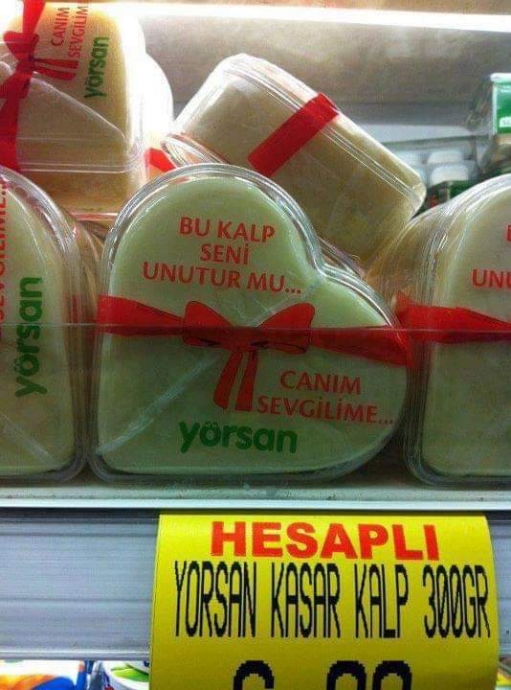 CANIM
SEVGİLİM
yörsan
BU KALP
SENİ
UNUTUR MU...
CANIM
SEVGİLİME...
yörsan
yörsan
UNU
HESAPLI
YORSAN KASAR KALP 300GR